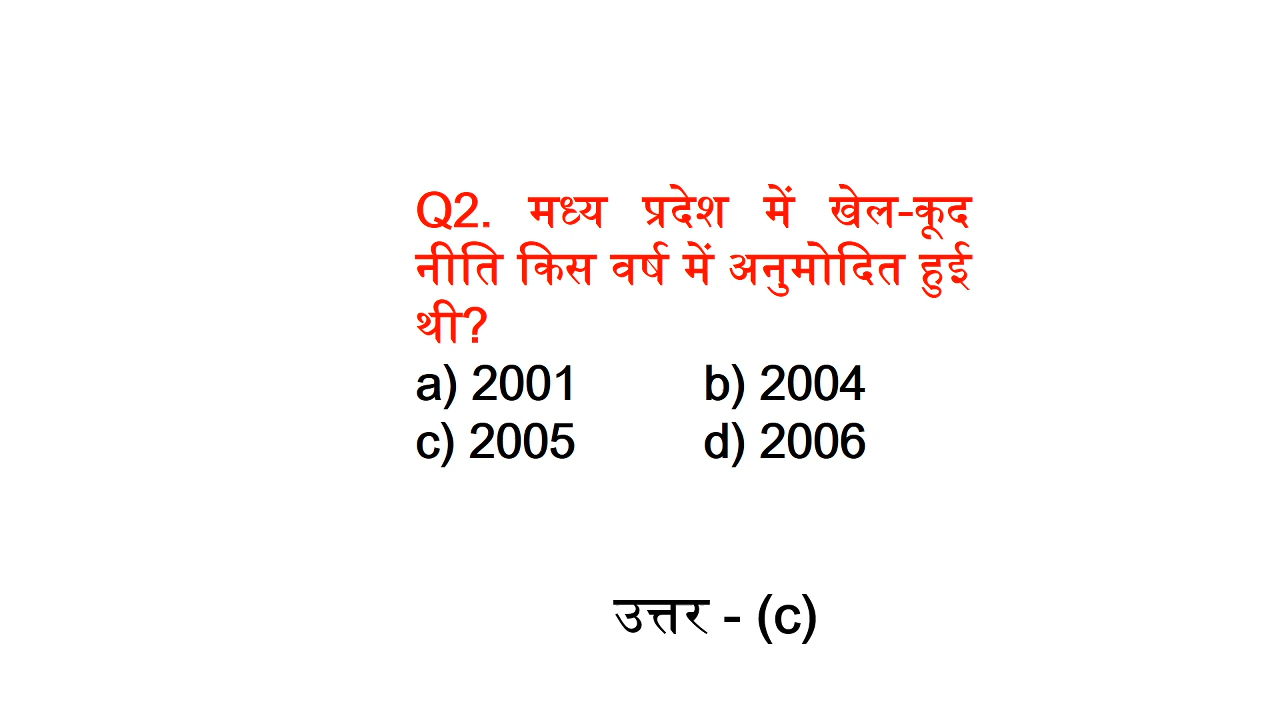 Q2. मध्य प्रदेश में खेल-कूद
नीति किस वर्ष में अनुमोदित हुई
थी?
a) 2001 b) 2004
c) 2005 d) 2006
उत्तर - (c)